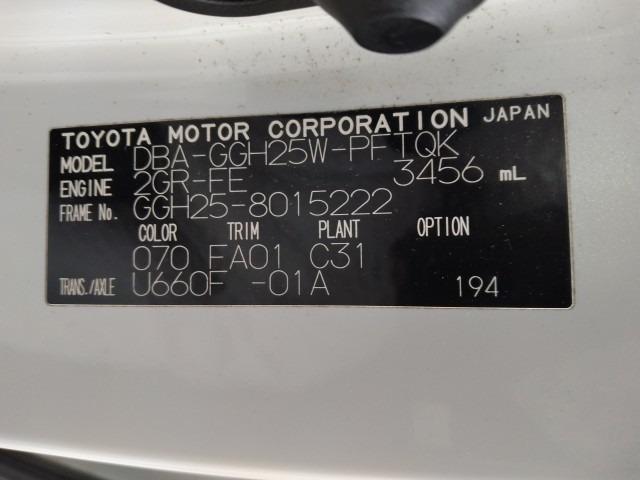 TOYOTA MOTOR CORPORATION JAPAN
MODEL DBA-GGH25W-PFTQK
ENGINE 2GR-FE 3456 mL
FRAME No. GGH25-8015222
COLOR TRIM PLANT OPTION
070 FA01 C31
TRANS./AXLE U660F -01A 194